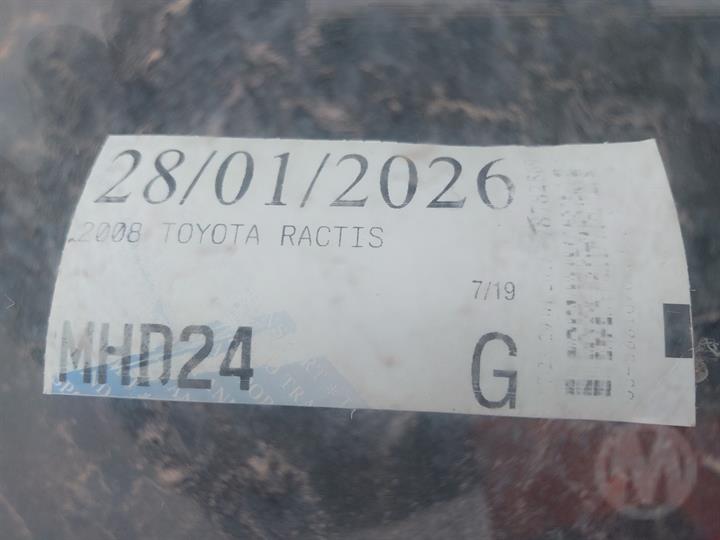 28/01/2026
2008 TOYOTA RACTIS
7/19
MHD24
G